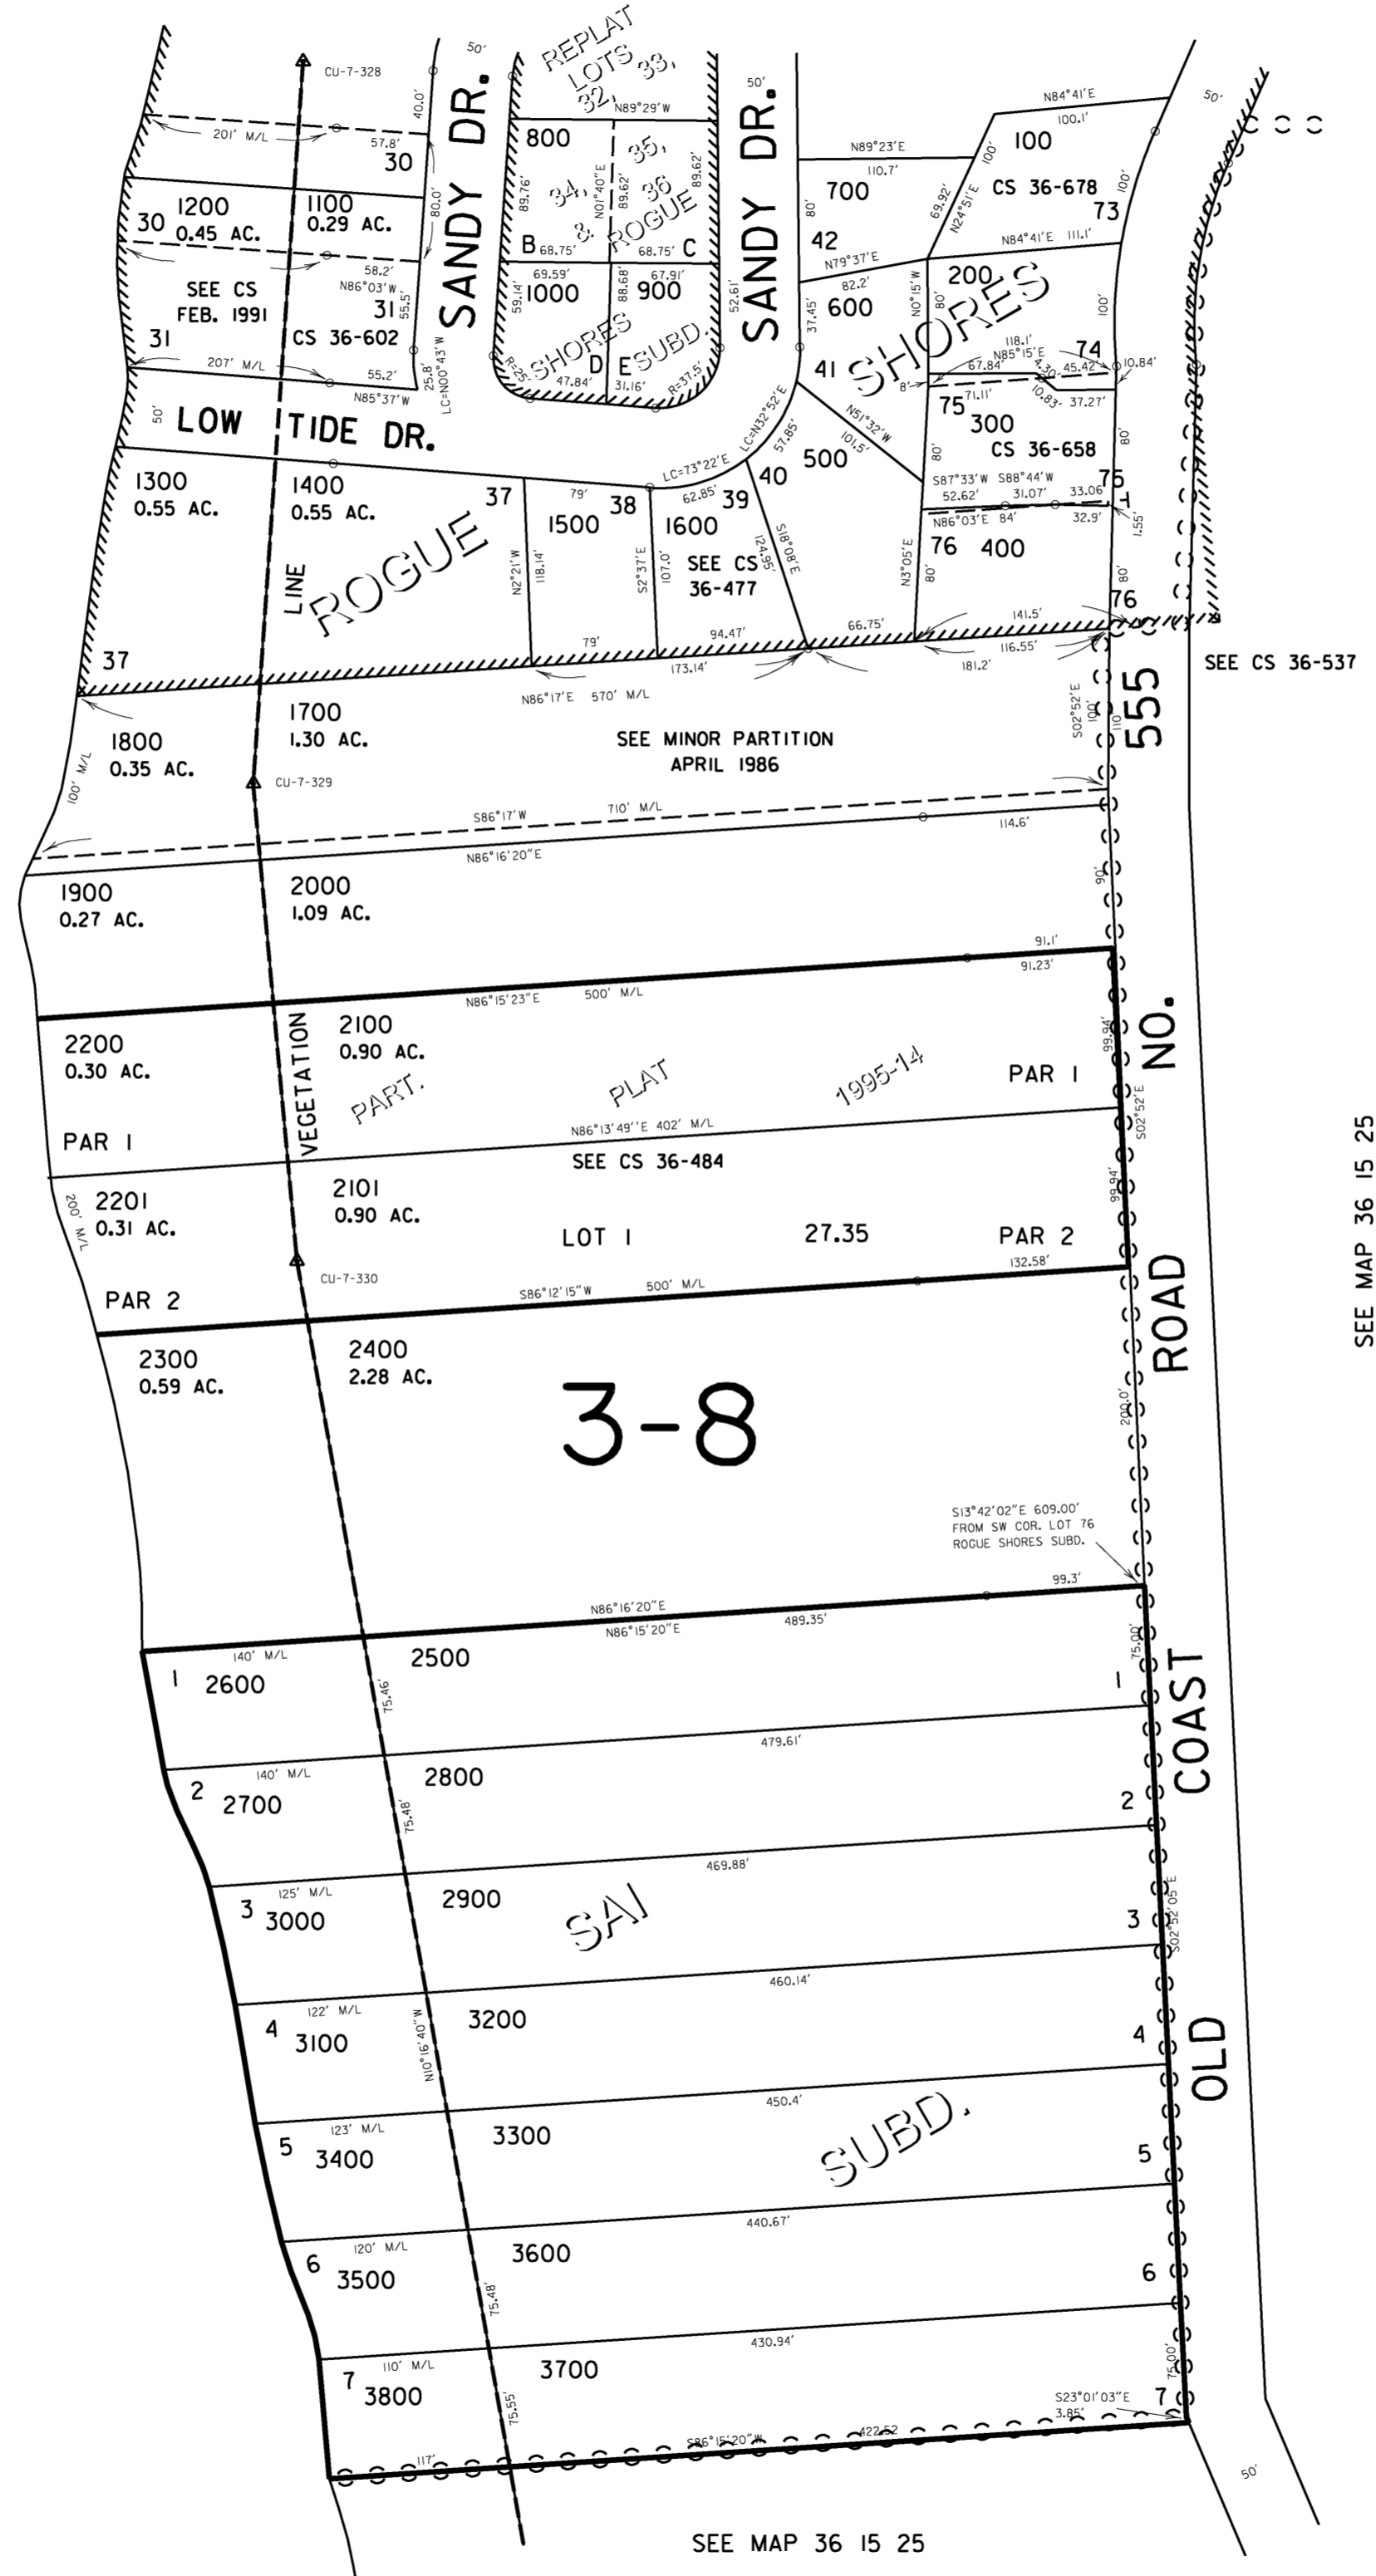 50'
REPLAT
LOTS
32, 33,
CU-7-328
SANDY DR.
50'
SANDY DR.
N84°41'E
100.1'
50'
N89°29'W
40.0'
201' M/L
57.8'
30
800
34, 35,
36
& ROGUE
89.76'
N01°40'E
89.62'
89.62'
N89°23'E
110.7'
700
80'
42
100
100'
CS 36-678
69.92'
N24°51'E
100'
73
1200
30 0.45 AC.
1100
0.29 AC.
80.0'
B 68.75'
68.75' C
N84°41'E 111.1'
N79°37'E
82.2'
58.2'
N86°03'W
31
55.5'
SEE CS
FEB. 1991
31
CS 36-602
69.59'
1000
59.14'
88.68'
67.91'
900
52.61'
SHORES SUBD.
D
E
47.84'
31.16'
R=25'
R=37.5'
600
37.45'
41
N0°15'W
80'
200
SHORES
100'
118.1'
N85°15'E
74
67.84'
4.30'
45.42'
10.84'
8'
207' M/L
55.2'
N85°37'W
25.8'
LC=N00°43'W
50'
LOW TIDE DR.
LC=N32°52'E
57.85'
N51°32'W
101.5'
75
71.11'
10.83'
37.27'
300
CS 36-658
80'
80'
LC=73°22'E
62.85'
40
500
S87°33'W S88°44'W
75
52.62'
31.07'
33.06
N86°03'E 84'
32.9'
1.55'
1300
0.55 AC.
1400
0.55 AC.
37
79'
38
1500
39
1600
SEE CS
36-477
N2°21'W
118.14'
S2°37'E
107.0'
S18°08'E
124.95'
N3°05'E
80'
76 400
80'
76
LINE
ROGUE
37
79'
94.47'
66.75'
141.5'
173.14'
181.2'
116.55'
SEE CS 36-537
N86°17'E 570' M/L
1700
1.30 AC.
1800
0.35 AC.
100' M/L
CU-7-329
SEE MINOR PARTITION
APRIL 1986
S02°52'E
100'
110'
555
S86°17'W
710' M/L
114.6'
N86°16'20"E
1900
0.27 AC.
2000
1.09 AC.
90'
91.1'
91.23'
N86°15'23"E
500' M/L
NO.
2200
0.30 AC.
VEGETATION
2100
0.90 AC.
PART.
PLAT
1995-14
PAR 1
99.94'
PAR 1
N86°13'49''E 402' M/L
SEE CS 36-484
S02°52'E
SEE MAP 36 15 25
200' M/L
2201
0.31 AC.
2101
0.90 AC.
LOT 1
27.35
PAR 2
99.94'
132.58'
CU-7-330
PAR 2
S86°12'15"W
500' M/L
ROAD
2300
0.59 AC.
2400
2.28 AC.
3-8
200.0'
S13°42'02"E 609.00'
FROM SW COR. LOT 76
ROGUE SHORES SUBD.
99.3'
N86°16'20"E
N86°15'20"E
489.35'
140' M/L
1 2600
2500
75.46'
75.00'
1
COAST
479.61'
140' M/L
2 2700
2800
75.48'
2
469.88'
125' M/L
3 3000
2900
SAI
3
S02°52'05"E
460.14'
122' M/L
4 3100
3200
N10°16'40"W
4
OLD
450.4'
123' M/L
5 3400
3300
SUBD.
5
440.67'
120' M/L
6 3500
3600
75.48'
6
430.94'
110' M/L
7 3800
3700
75.55'
75.00'
S23°01'03"E
3.85'
7
117'
S86°15'20"W
422.52
50'
SEE MAP 36 15 25